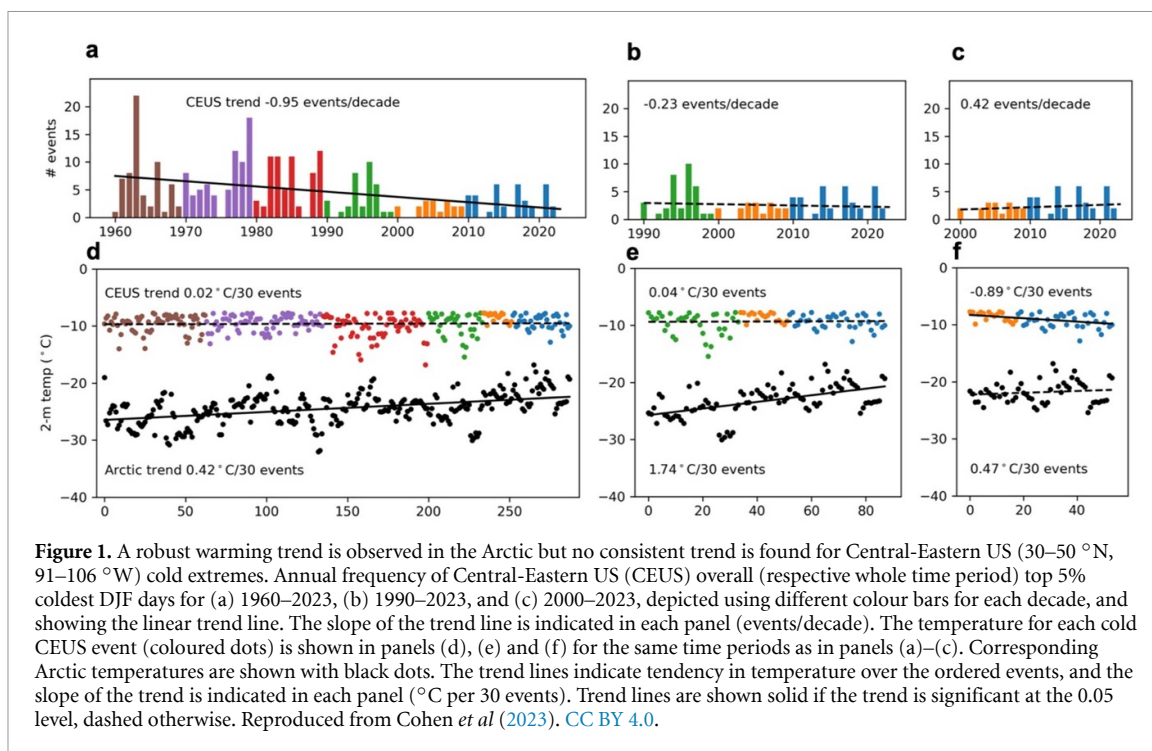 a
b
c
CEUS trend -0.95 events/decade
-0.23 events/decade
0.42 events/decade
# events
20
15
10
5
0
20
15
10
5
0
20
15
10
5
0
1960 1970 1980 1990 2000 2010 2020
1990 2000 2010 2020
2000 2010 2020
d
e
f
CEUS trend 0.02°C/30 events
0.04°C/30 events
-0.89°C/30 events
2-m temp (°C)
0
−10
−20
−30
−40
0
−10
−20
−30
−40
0
−10
−20
−30
−40
Arctic trend 0.42°C/30 events
1.74°C/30 events
0.47°C/30 events
0 50 100 150 200 250
0 20 40 60 80
0 20 40
Figure 1. A robust warming trend is observed in the Arctic but no consistent trend is found for Central-Eastern US (30–50 °N,
91–106 °W) cold extremes. Annual frequency of Central-Eastern US (CEUS) overall (respective whole time period) top 5%
coldest DJF days for (a) 1960–2023, (b) 1990–2023, and (c) 2000–2023, depicted using different colour bars for each decade, and
showing the linear trend line. The slope of the trend line is indicated in each panel (events/decade). The temperature for each cold
CEUS event (coloured dots) is shown in panels (d), (e) and (f) for the same time periods as in panels (a)–(c). Corresponding
Arctic temperatures are shown with black dots. The trend lines indicate tendency in temperature over the ordered events, and the
slope of the trend is indicated in each panel (°C per 30 events). Trend lines are shown solid if the trend is significant at the 0.05
level, dashed otherwise. Reproduced from Cohen et al (2023). CC BY 4.0.